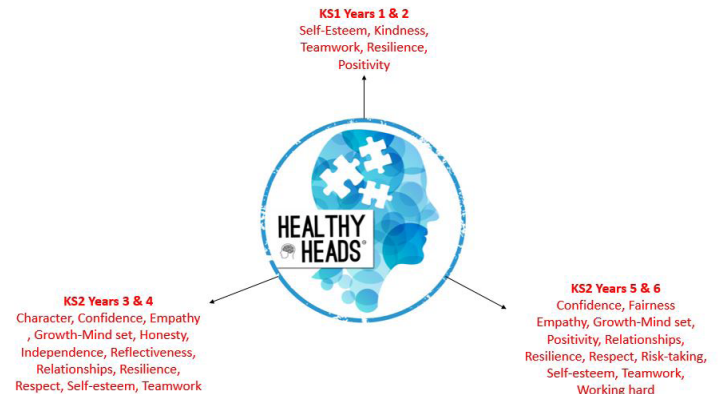 KS1 Years 1 & 2
Self-Esteem, Kindness,
Teamwork, Resilience,
Positivity
HEALTHY
HEADS®
KS2 Years 3 & 4
Character, Confidence, Empathy
, Growth-Mind set, Honesty,
Independence, Reflectiveness,
Relationships, Resilience,
Respect, Self-esteem, Teamwork
KS2 Years 5 & 6
Confidence, Fairness
Empathy, Growth-Mind set,
Positivity, Relationships,
Resilience, Respect, Risk-taking,
Self-esteem, Teamwork,
Working hard